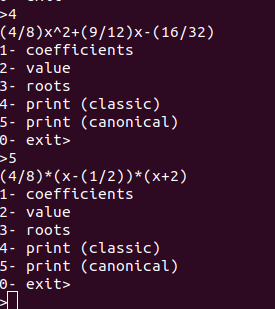 >4
(4/8)x^2+(9/12)x-(16/32)
1- coefficients
2- value
3- roots
4- print (classic)
5- print (canonical)
0- exit>
>5
(4/8)*(x-(1/2))*(x+2)
1- coefficients
2- value
3- roots
4- print (classic)
5- print (canonical)
0- exit>
>